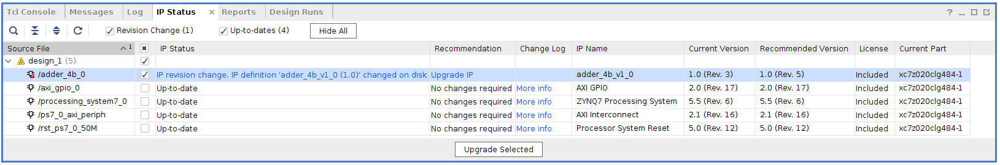 Tcl Console Messages Log IP Status × Reports Design Runs ?
Revision Change (1) Up-to-dates (4) Hide All
Source File 1 IP Status Recommendation Change Log IP Name Current Version Recommended Version License Current Part
design_1 (5)
/adder_4b_0 IP revision change. IP definition 'adder_4b_v1_0 (1.0)' changed on disk Upgrade IP adder_4b_v1_0 1.0 (Rev. 3) 1.0 (Rev. 5) Included xc7z020clg484-1
/axi_gpio_0 Up-to-date No changes required More info AXI GPIO 2.0 (Rev. 17) 2.0 (Rev. 17) Included xc7z020clg484-1
/processing_system7_0 Up-to-date No changes required More info ZYNQ7 Processing System 5.5 (Rev. 6) 5.5 (Rev. 6) Included xc7z020clg484-1
/ps7_0_axi_periph Up-to-date No changes required More info AXI Interconnect 2.1 (Rev. 16) 2.1 (Rev. 16) Included xc7z020clg484-1
/rst_ps7_0_50M Up-to-date No changes required More info Processor System Reset 5.0 (Rev. 12) 5.0 (Rev. 12) Included xc7z020clg484-1
Upgrade Selected